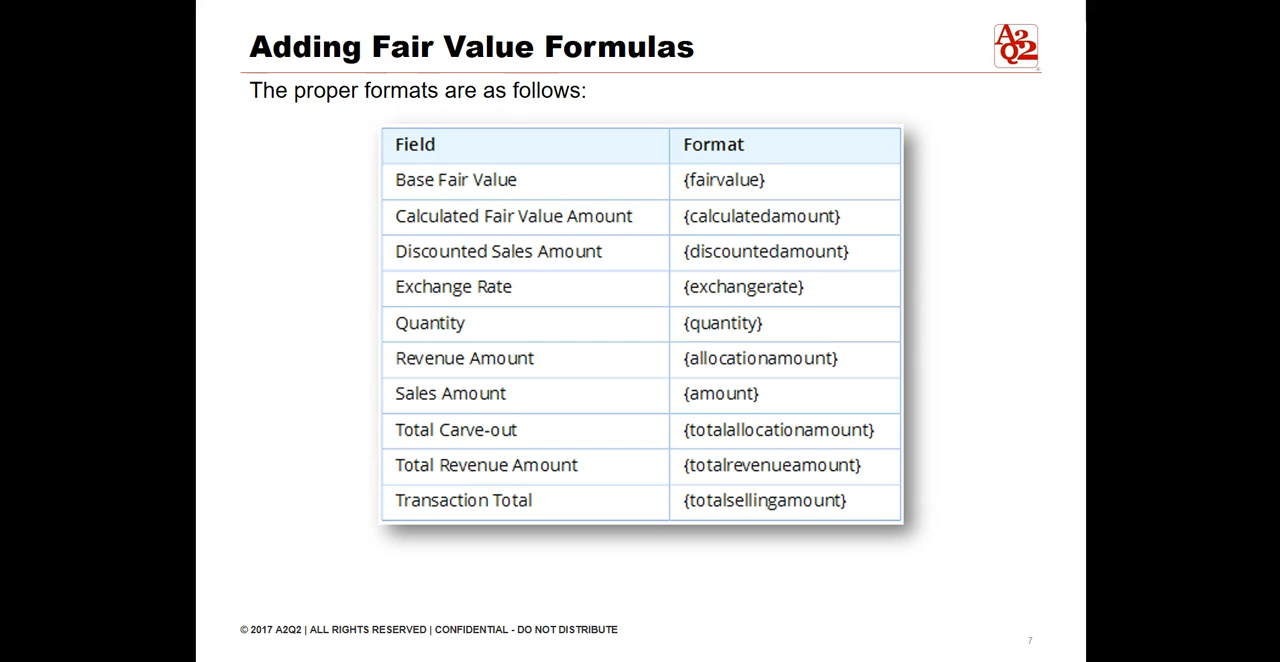 Adding Fair Value Formulas
A2Q2
The proper formats are as follows:
Field Format
Base Fair Value {fairvalue}
Calculated Fair Value Amount {calculatedamount}
Discounted Sales Amount {discountedamount}
Exchange Rate {exchangerate}
Quantity {quantity}
Revenue Amount {allocationamount}
Sales Amount {amount}
Total Carve-out {totalallocationamount}
Total Revenue Amount {totalrevenueamount}
Transaction Total {totalsellingamount}
© 2017 A2Q2 | ALL RIGHTS RESERVED | CONFIDENTIAL - DO NOT DISTRIBUTE
7